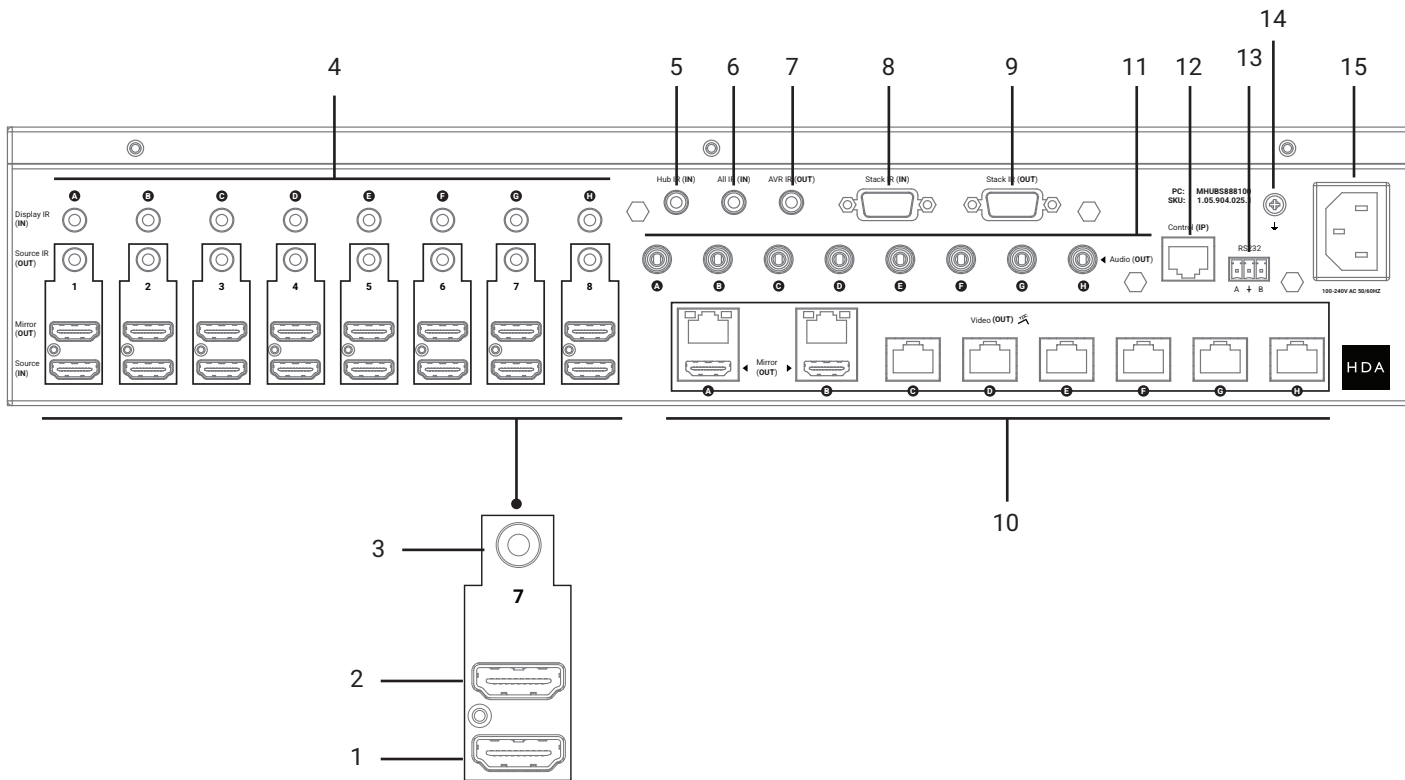 14
4 5 6 7 8 9 11 12 13 15
Hub IR (IN) All IR (IN) AVR IR (OUT) Stack IR (IN) Stack IR (OUT)
A B C D E F G H
PC: MHUBS888100
SKU: 1.05.904.025.
Display IR
(IN)
Control (IP)
Source IR
(OUT)
RS232
Audio (OUT)
1 2 3 4 5 6 7 8
A B C D E F G H
A B
100-240V AC 50/60HZ
Mirror
(OUT)
Video (OUT)
Source
(IN)
Mirror
(OUT)
HDA
A B C D E F G H
10
3
7
2
1